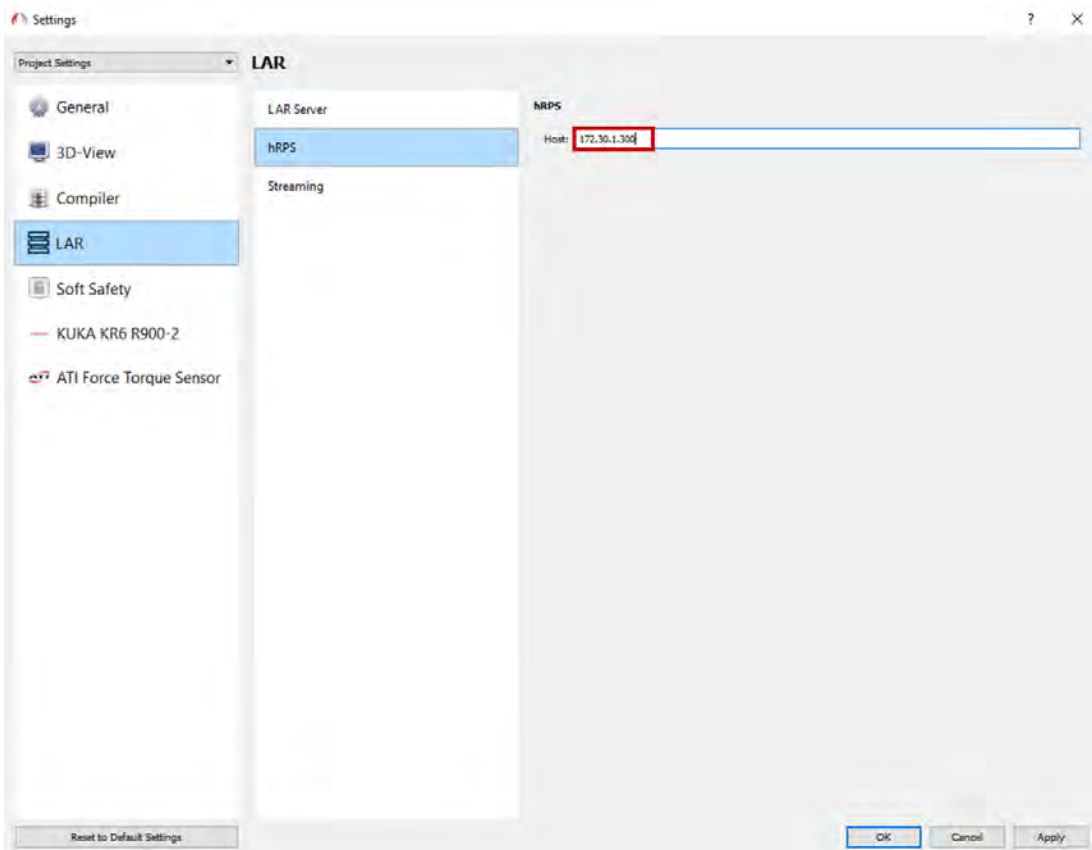 Settings
?
Project Settings
LAR
General
3D-View
Compiler
LAR
Soft Safety
KUKA KR6 R900-2
ATI Force Torque Sensor
LAR Server
hRPS
Streaming
hRPS
Host: 172.30.1.300
Reset to Default Settings
OK Cancel Apply